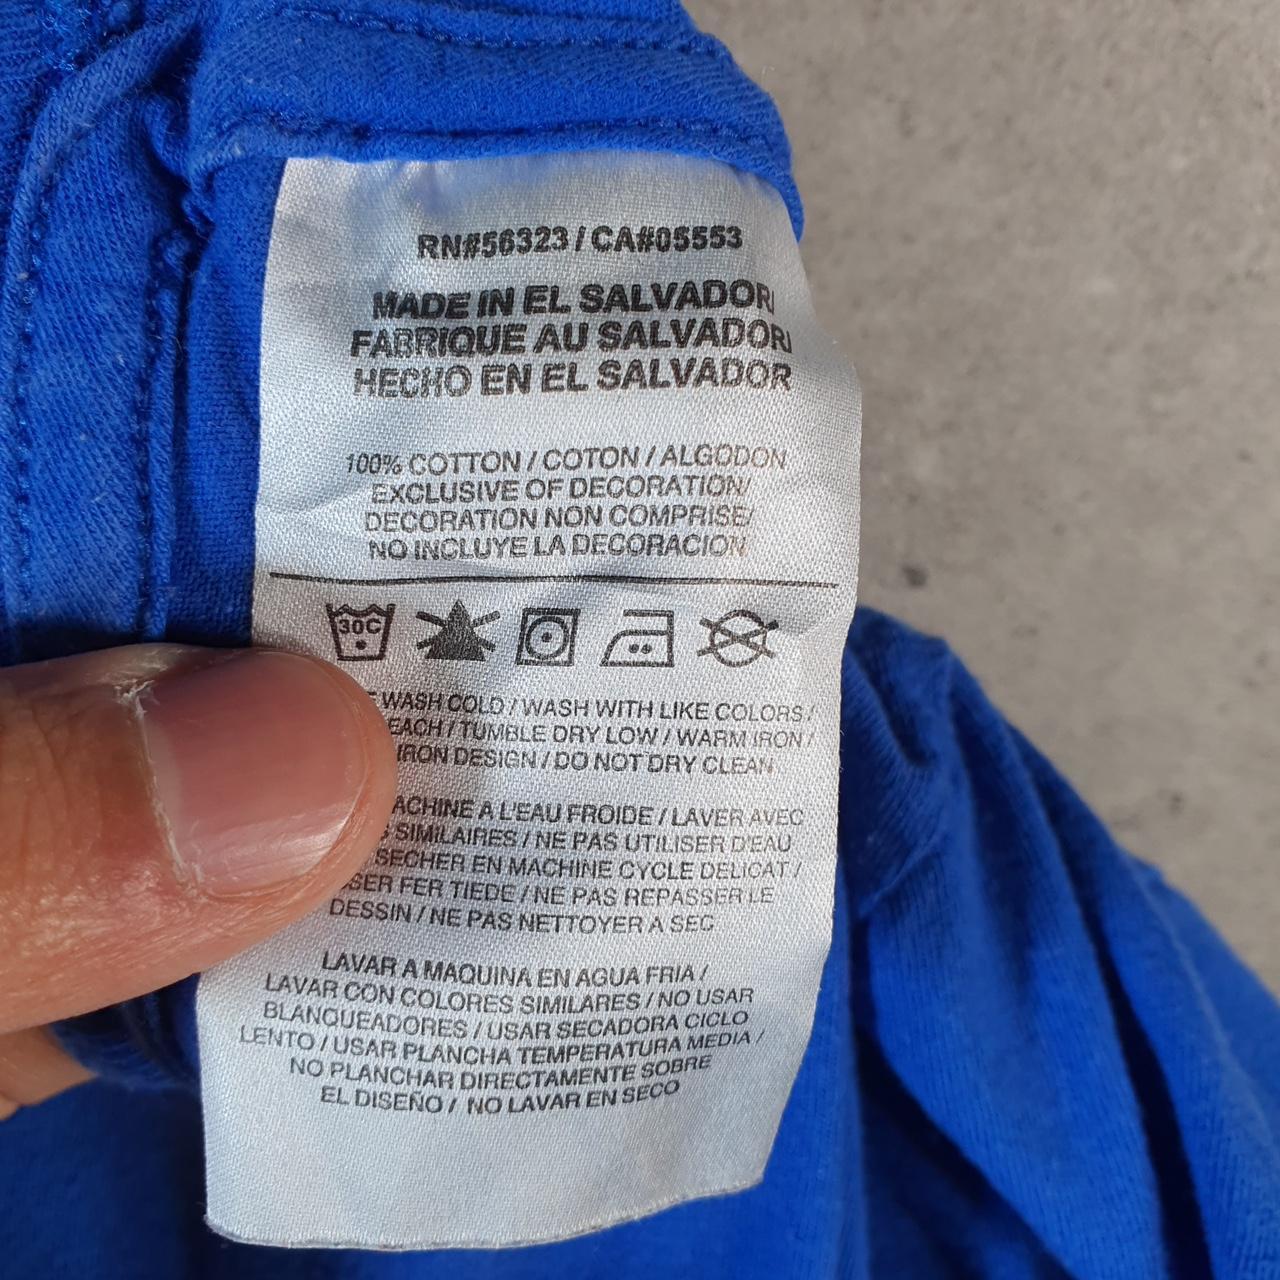 RN#56323 / CA#05553
MADE IN EL SALVADOR/
FABRIQUE AU SALVADOR/
HECHO EN EL SALVADOR
100% COTTON / COTON / ALGODON
EXCLUSIVE OF DECORATION/
DECORATION NON COMPRISE/
NO INCLUYE LA DECORACION
30C
WASH COLD / WASH WITH LIKE COLORS /
TUMBLE DRY LOW / WARM IRON /
IRON DESIGN / DO NOT DRY CLEAN
A L'EAU FROIDE / LAVER AVEC
SIMILAIRES / NE PAS UTILISER D'EAU
SECHER EN MACHINE CYCLE DELICAT /
FER TIEDE / NE PAS REPASSER LE
DESSIN / NE PAS NETTOYER A SEC
LAVAR A MAQUINA EN AGUA FRIA /
LAVAR CON COLORES SIMILARES / NO USAR
BLANQUEADORES / USAR SECADORA CICLO
LENTO / USAR PLANCHA TEMPERATURA MEDIA /
NO PLANCHAR DIRECTAMENTE SOBRE
EL DISEÑO / NO LAVAR EN SECO